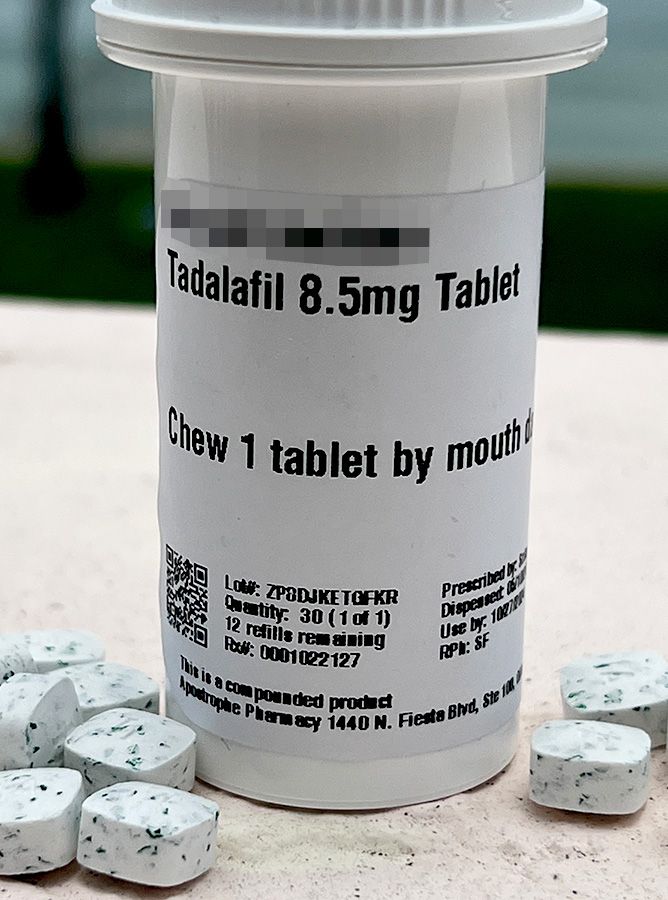 Tadalafil 8.5mg Tablet
Chew 1 tablet by mouth
Lot#: ZP8DJKETGFKR
Quantity: 30 (1 of 1)
12 refills remaining
Rx#: 0001022127
Prescribed by:
Dispensed:
Use by:
RPh: SF
This is a compounded product
Apostrophe Pharmacy 1440 N. Fiesta Blvd, Ste 100,